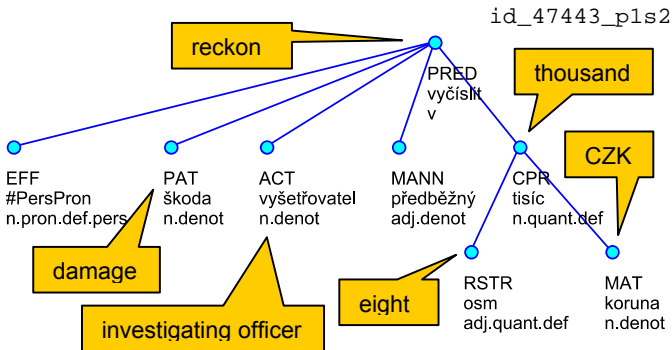 id_47443_p1s2
reckon
PRED
vyčíslit
v
thousand
CZK
EFF
#PersPron
n.pron.def.pers
PAT
škoda
n.denot
ACT
vyšetřovatel
n.denot
MANN
předběžný
adj.denot
CPR
tisíc
n.quant.def
damage
investigating officer
eight
RSTR
osm
adj.quant.def
MAT
koruna
n.denot